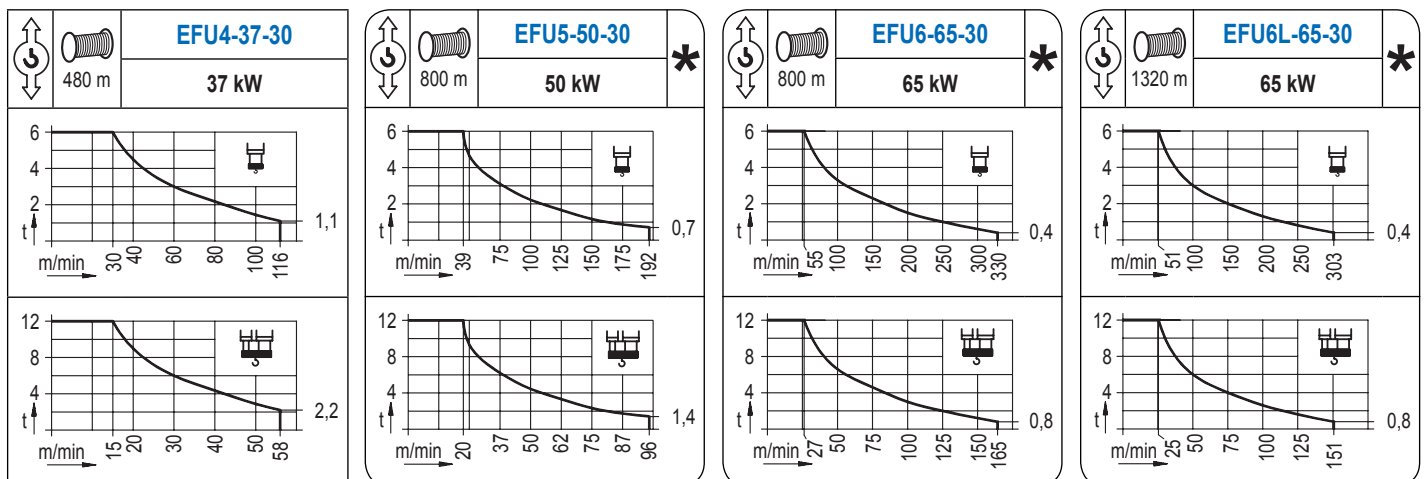 EFU4-37-30
480 m
37 kW
6
4
2
t
1,1
m/min
30 40 60 80 100 116
12
8
4
t
2,2
m/min
15 20 30 40 50 58
EFU5-50-30
*
800 m
50 kW
6
4
2
t
0,7
m/min
39 75 100 125 150 175 192
12
8
4
t
1,4
m/min
20 37 50 62 75 87 96
EFU6-65-30
*
800 m
65 kW
6
4
2
t
0,4
m/min
55 100 150 200 250 300 330
12
8
4
t
0,8
m/min
27 50 75 100 125 150 165
EFU6L-65-30
*
1320 m
65 kW
6
4
2
t
0,4
m/min
51 100 150 200 250 303
12
8
4
t
0,8
m/min
25 50 75 100 125 151